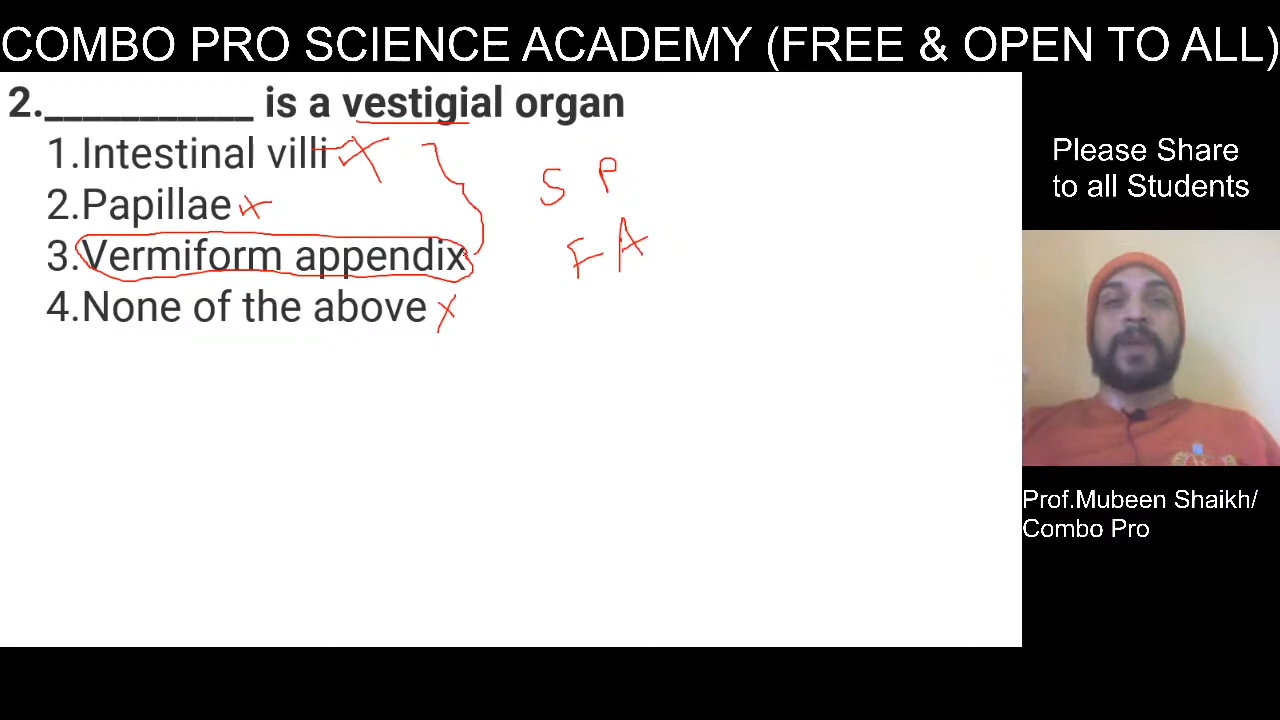 COMBO PRO SCIENCE ACADEMY (FREE & OPEN TO ALL)
2.___________ is a vestigial organ
1.Intestinal villi
2.Papillae
3.Vermiform appendix
4.None of the above
S P
F A
Please Share
to all Students
Prof.Mubeen Shaikh/
Combo Pro